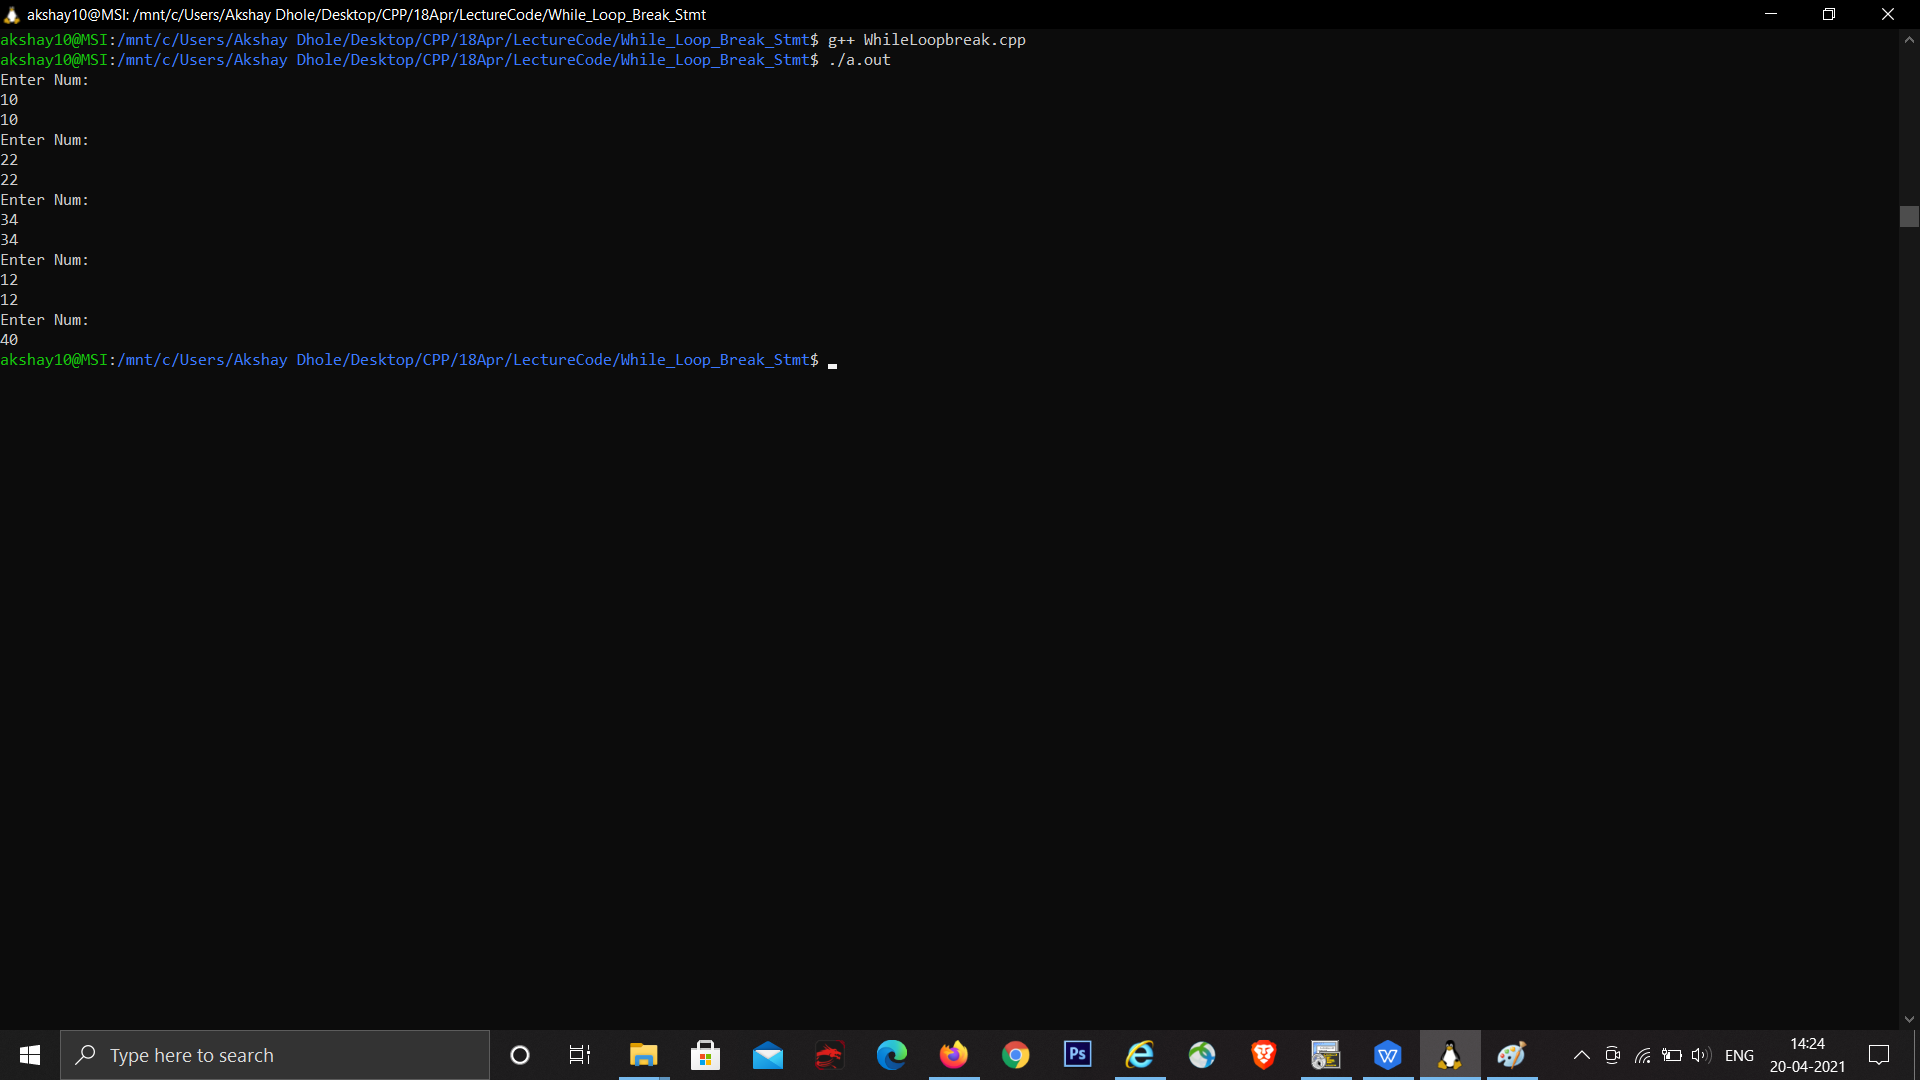 akshay10@MSI: /mnt/c/Users/Akshay Dhole/Desktop/CPP/18Apr/LectureCode/While_Loop_Break_Stmt
akshay10@MSI:/mnt/c/Users/Akshay Dhole/Desktop/CPP/18Apr/LectureCode/While_Loop_Break_Stmt$ g++ WhileLoopbreak.cpp
akshay10@MSI:/mnt/c/Users/Akshay Dhole/Desktop/CPP/18Apr/LectureCode/While_Loop_Break_Stmt$ ./a.out
Enter Num:
10
10
Enter Num:
22
22
Enter Num:
34
34
Enter Num:
12
12
Enter Num:
40
akshay10@MSI:/mnt/c/Users/Akshay Dhole/Desktop/CPP/18Apr/LectureCode/While_Loop_Break_Stmt$
Type here to search
Ps
W
ENG
14:24
20-04-2021